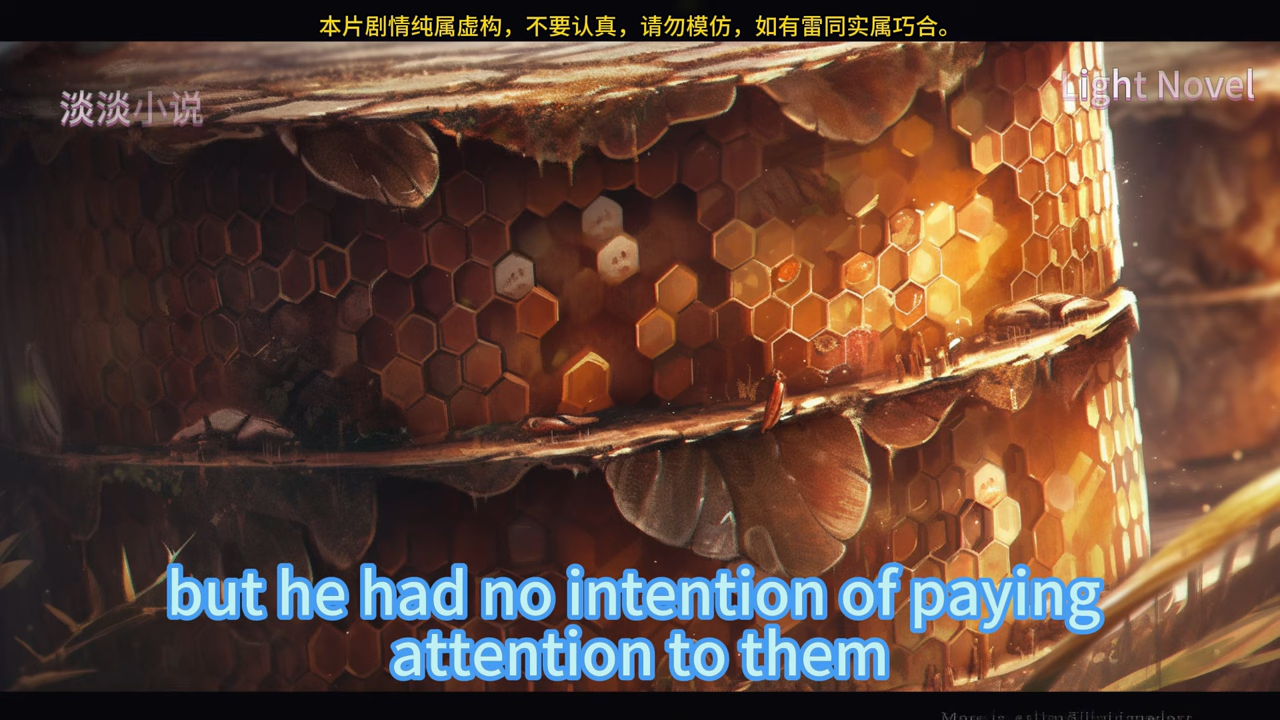 本片剧情纯属虚构，不要认真，请勿模仿，如有雷同实属巧合。
淡淡小说
Light Novel
but he had no intention of paying
attention to them